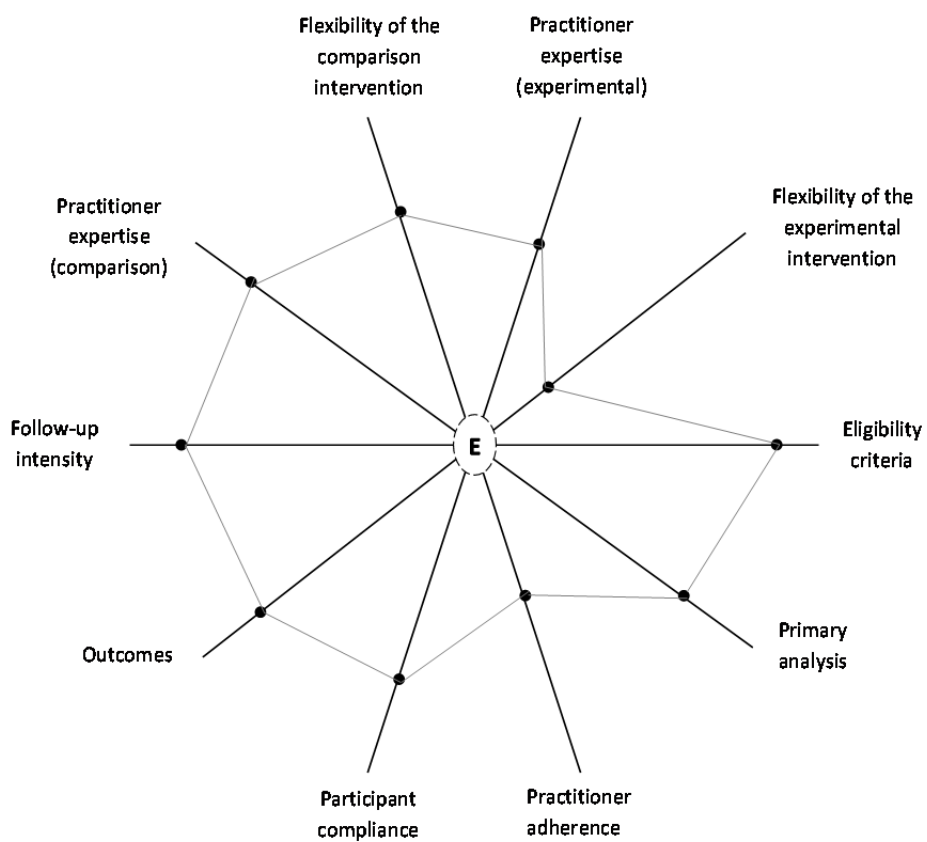 Flexibility of the
comparison
intervention
Practitioner
expertise
(experimental)
Flexibility of the
experimental
intervention
Practitioner
expertise
(comparison)
Follow-up
intensity
E
Eligibility
criteria
Outcomes
Primary
analysis
Participant
compliance
Practitioner
adherence